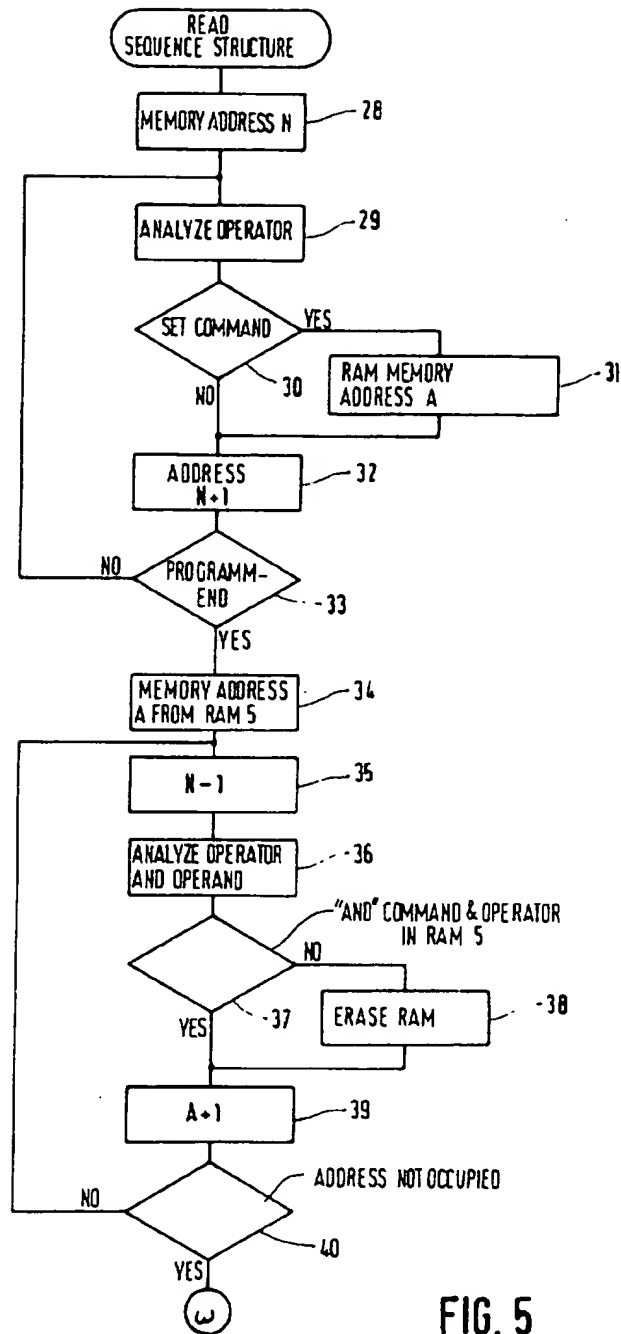 READ
SEQUENCE STRUCTURE
MEMORY ADDRESS N
28
ANALYZE OPERATOR
29
SET COMMAND
YES
30
NO
RAM MEMORY
ADDRESS A
31
ADDRESS
N+1
32
NO
PROGRAMM-
END
33
YES
MEMORY ADDRESS
A FROM RAM 5
34
N-1
35
ANALYZE OPERATOR
AND OPERAND
36
"AND" COMMAND & OPERATOR
IN RAM 5
NO
37
YES
ERASE RAM
38
A+1
39
ADDRESS NOT OCCUPIED
NO
40
YES
ω
FIG. 5